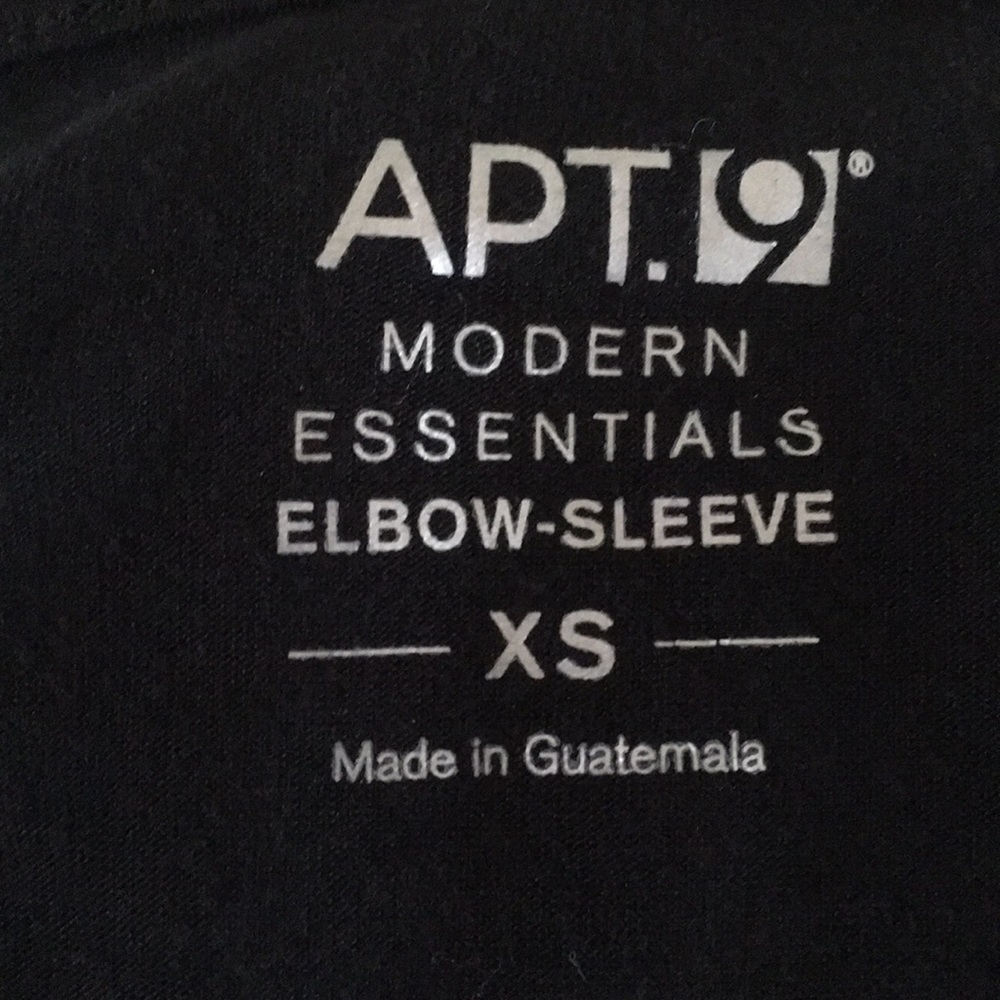 APT.9®
MODERN
ESSENTIALS
ELBOW-SLEEVE
XS
Made in Guatemala